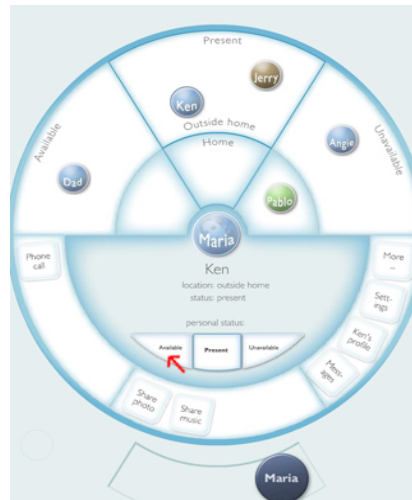 Present
Jerry
Ken
Outside home
Home
Available
Unavailable
Angie
Dad
Pablo
Maria
Phone
call
More
...
Ken
location: outside home
status: present
Sett-
ings
personal status:
Ken's
profile
Available
Present
Unavailable
Mess-
ages
Share
photo
Share
music
Maria